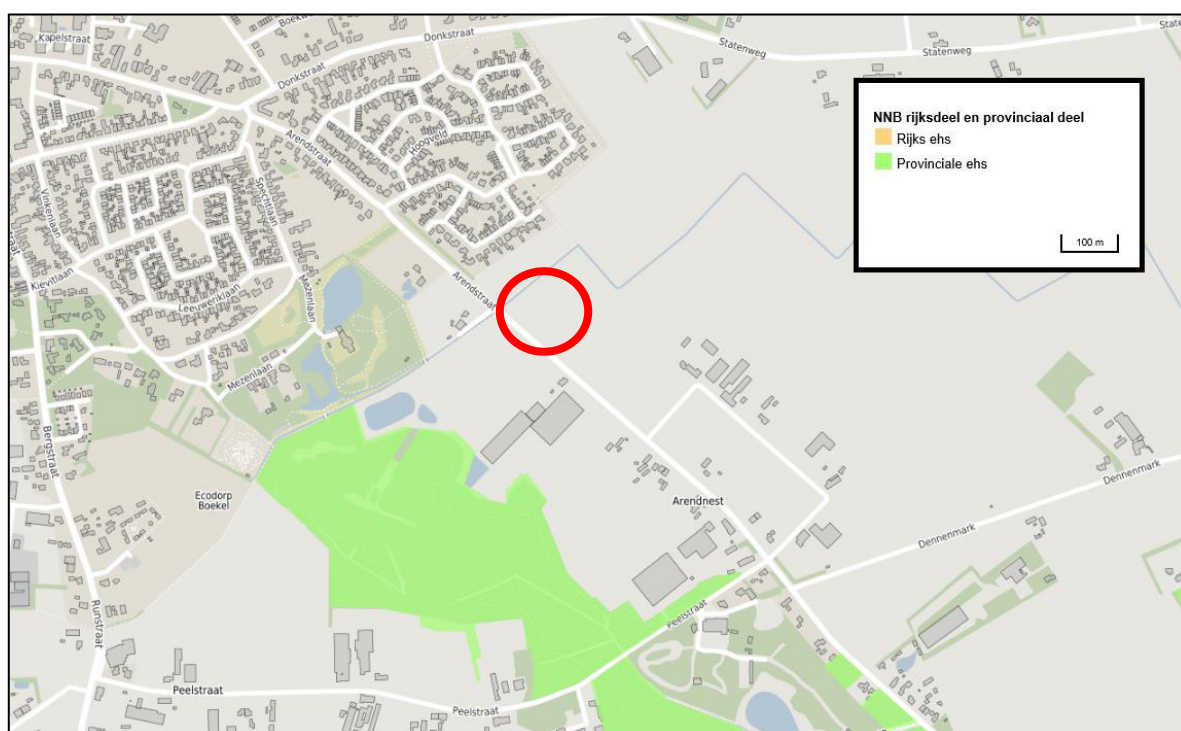 Kapelstraat
Donkstraat
Statenweg
Statenweg
Donkstraat
NNB rijksdeel en provinciaal deel
Rijks ehs
Provinciale ehs
100 m
Arendstraat
Hoogveld
Spechtlaan
Vinkenlaan
Kievitlaan
Leeuweriklaan
Mezenlaan
Arendstraat
Mezenlaan
Bergstraat
Ecodorp
Boekel
Arendnest
Dennenmark
Dennenmark
Runstraat
Peelstraat
Peelstraat
Peelstraat